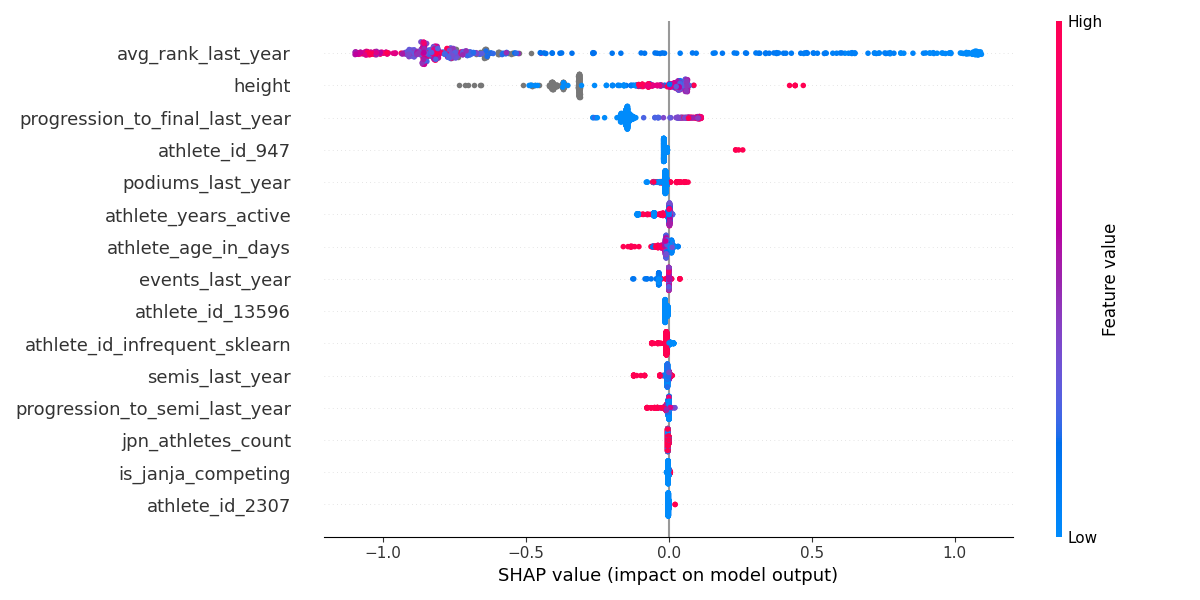 High
avg_rank_last_year
height
progression_to_final_last_year
athlete_id_947
podiums_last_year
athlete_years_active
athlete_age_in_days
events_last_year
athlete_id_13596
athlete_id_infrequent_sklearn
semis_last_year
progression_to_semi_last_year
jpn_athletes_count
is_janja_competing
athlete_id_2307
Feature value
Low
−1.0 −0.5 0.0 0.5 1.0
SHAP value (impact on model output)